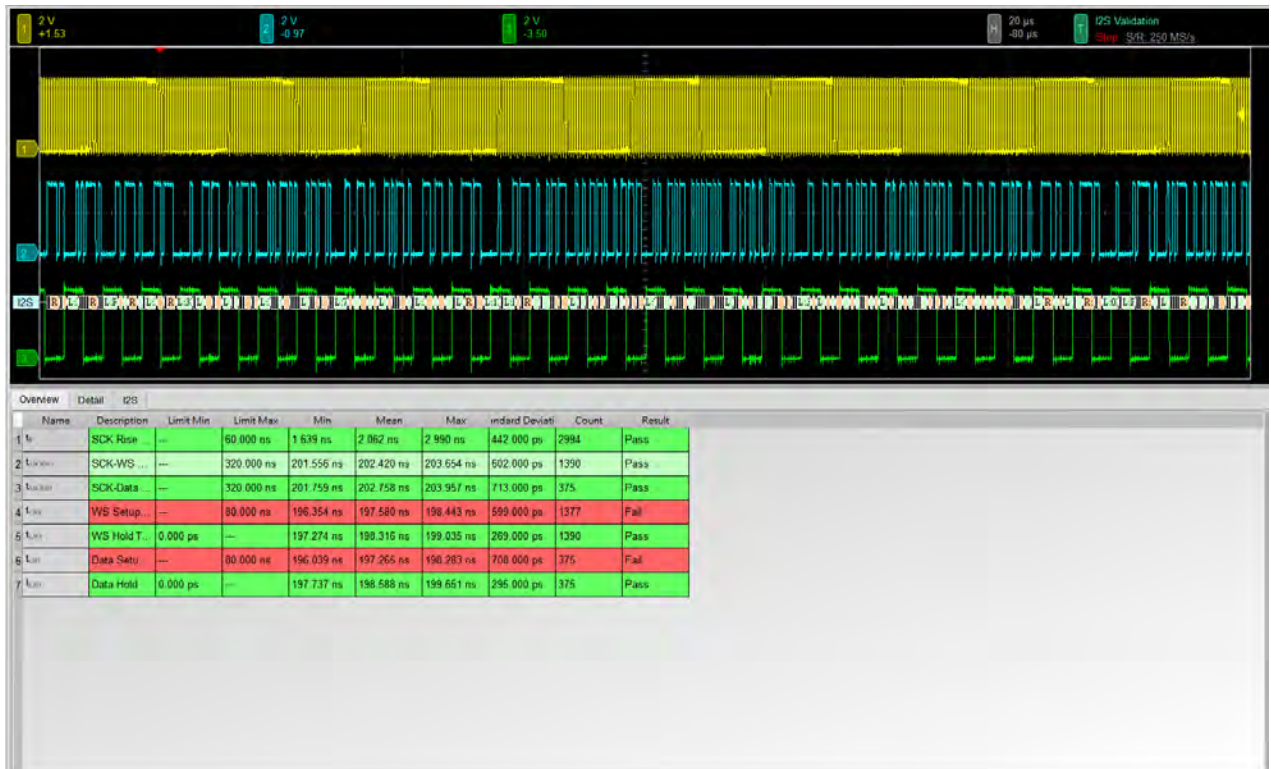 1 2 V 2 2 V 3 2 V H 20 µs T I2S Validation
+1.53 -0.97 -3.50 -80 µs Stop S/R: 250 MS/s
1
2
I2S
3
Overview Detail I2S
Name Description Limit Min Limit Max Min Mean Max ndard Deviati Count Result
1 SCK Rise ... --- 60.000 ns 1.639 ns 2.062 ns 2.990 ns 442.000 ps 2994 Pass
2 SCK-WS ... --- 320.000 ns 201.556 ns 202.420 ns 203.654 ns 602.000 ps 1390 Pass
3 SCK-Data ... --- 320.000 ns 201.759 ns 202.758 ns 203.957 ns 713.000 ps 375 Pass
4 WS Setup... --- 80.000 ns 196.354 ns 197.580 ns 198.443 ns 599.000 ps 1377 Fail
5 WS Hold T... 0.000 ps --- 197.274 ns 198.316 ns 199.035 ns 269.000 ps 1390 Pass
6 Data Setu... --- 80.000 ns 196.039 ns 197.265 ns 198.283 ns 708.000 ps 375 Fail
7 Data Hold ... 0.000 ps --- 197.737 ns 198.588 ns 199.651 ns 295.000 ps 375 Pass